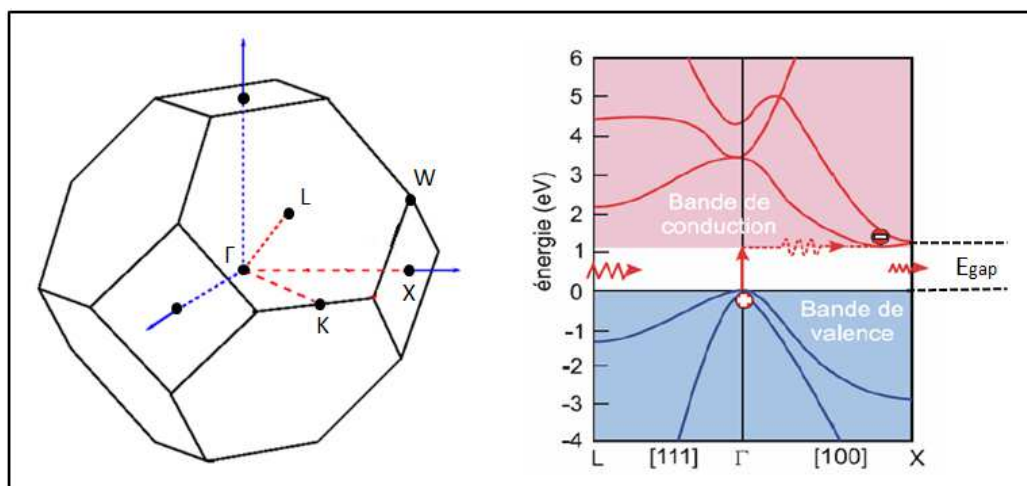 W
L
Γ
X
K
6
5
4
3
2
1
0
-1
-2
-3
-4
énergie (eV)
Bande de
conduction
Egap
Bande de
valence
L
[111]
Γ
[100]
X